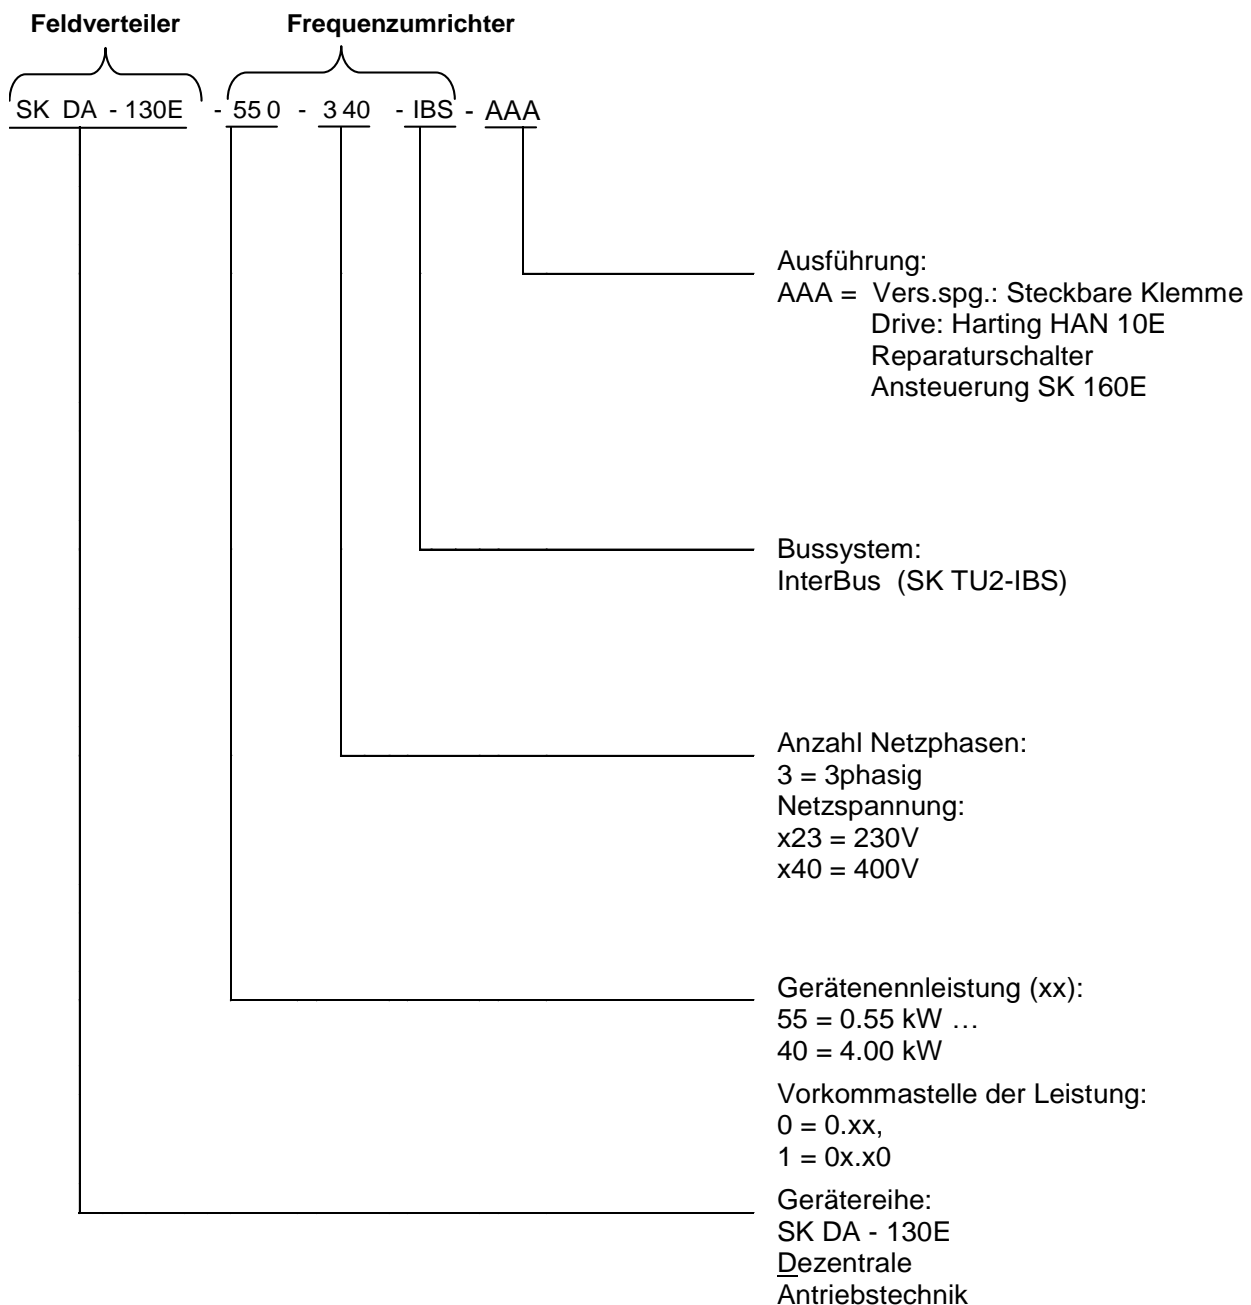 Feldverteiler Frequenzumrichter
SK DA - 130E - 55 0 - 3 40 - IBS - AAA
Ausführung:
AAA = Vers.spg.: Steckbare Klemme
Drive: Harting HAN 10E
Reparaturschalter
Ansteuerung SK 160E
Bussystem:
InterBus (SK TU2-IBS)
Anzahl Netzphasen:
3 = 3phasig
Netzspannung:
x23 = 230V
x40 = 400V
Gerätenennleistung (xx):
55 = 0.55 kW …
40 = 4.00 kW
Vorkommastelle der Leistung:
0 = 0.xx,
1 = 0x.x0
Gerätereihe:
SK DA - 130E
Dezentrale
Antriebstechnik